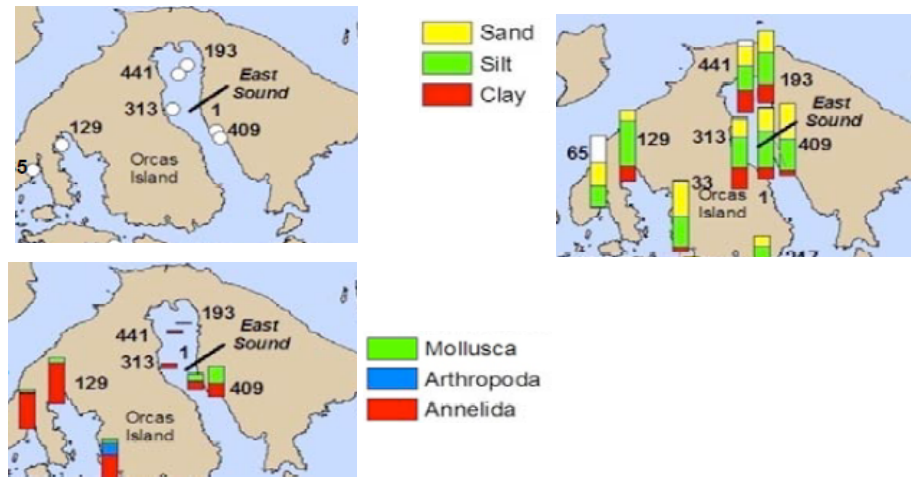 193
441
East
Sound
313
1
409
129
Orcas
Island
5
Sand
Silt
Clay
441
193
East
Sound
313
129
65
409
33
Orcas
Island
1
193
East
Sound
441
1
313
129
409
Orcas
Island
Mollusca
Arthropoda
Annelida